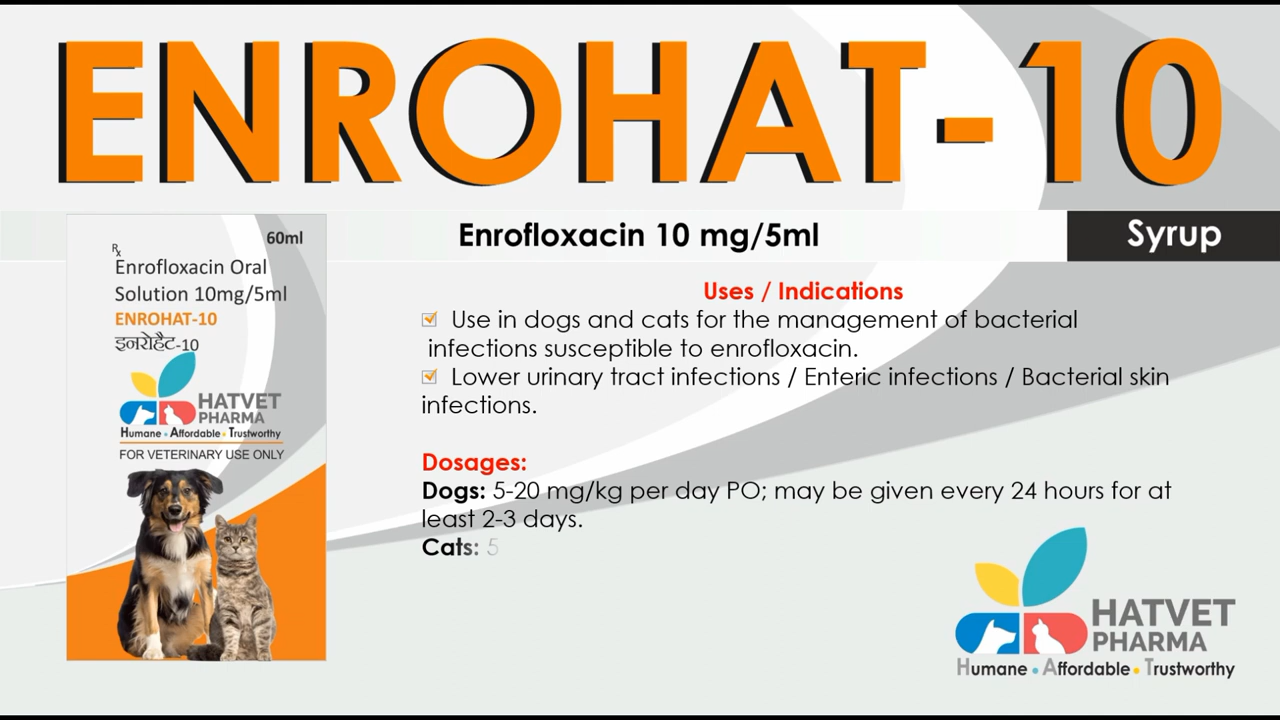 ENROHAT-10
Enrofloxacin 10 mg/5ml
Syrup
60ml
Rx
Enrofloxacin Oral
Solution 10mg/5ml
ENROHAT-10
इनरोहैट-10
HATVET
PHARMA
Humane • Affordable • Trustworthy
FOR VETERINARY USE ONLY
Uses / Indications
Use in dogs and cats for the management of bacterial
infections susceptible to enrofloxacin.
Lower urinary tract infections / Enteric infections / Bacterial skin
infections.
Dosages:
Dogs: 5-20 mg/kg per day PO; may be given every 24 hours for at
least 2-3 days.
Cats: 5
HATVET
PHARMA
Humane • Affordable • Trustworthy